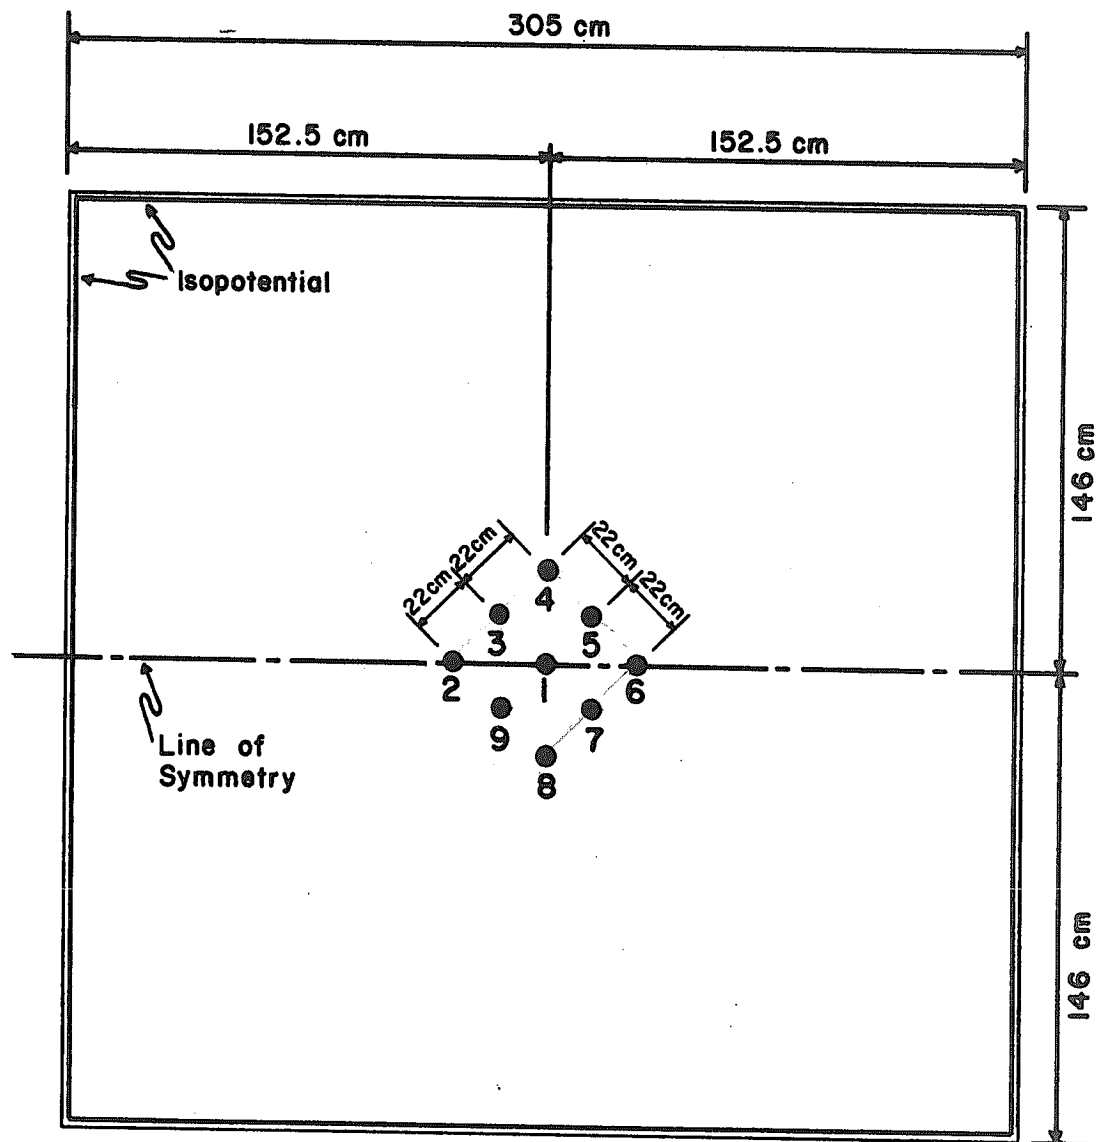 305 cm
152.5 cm
152.5 cm
Isopotential
146 cm
22cm
22cm
22cm
22cm
4
3
5
2
1
6
9
7
8
Line of
Symmetry
146 cm